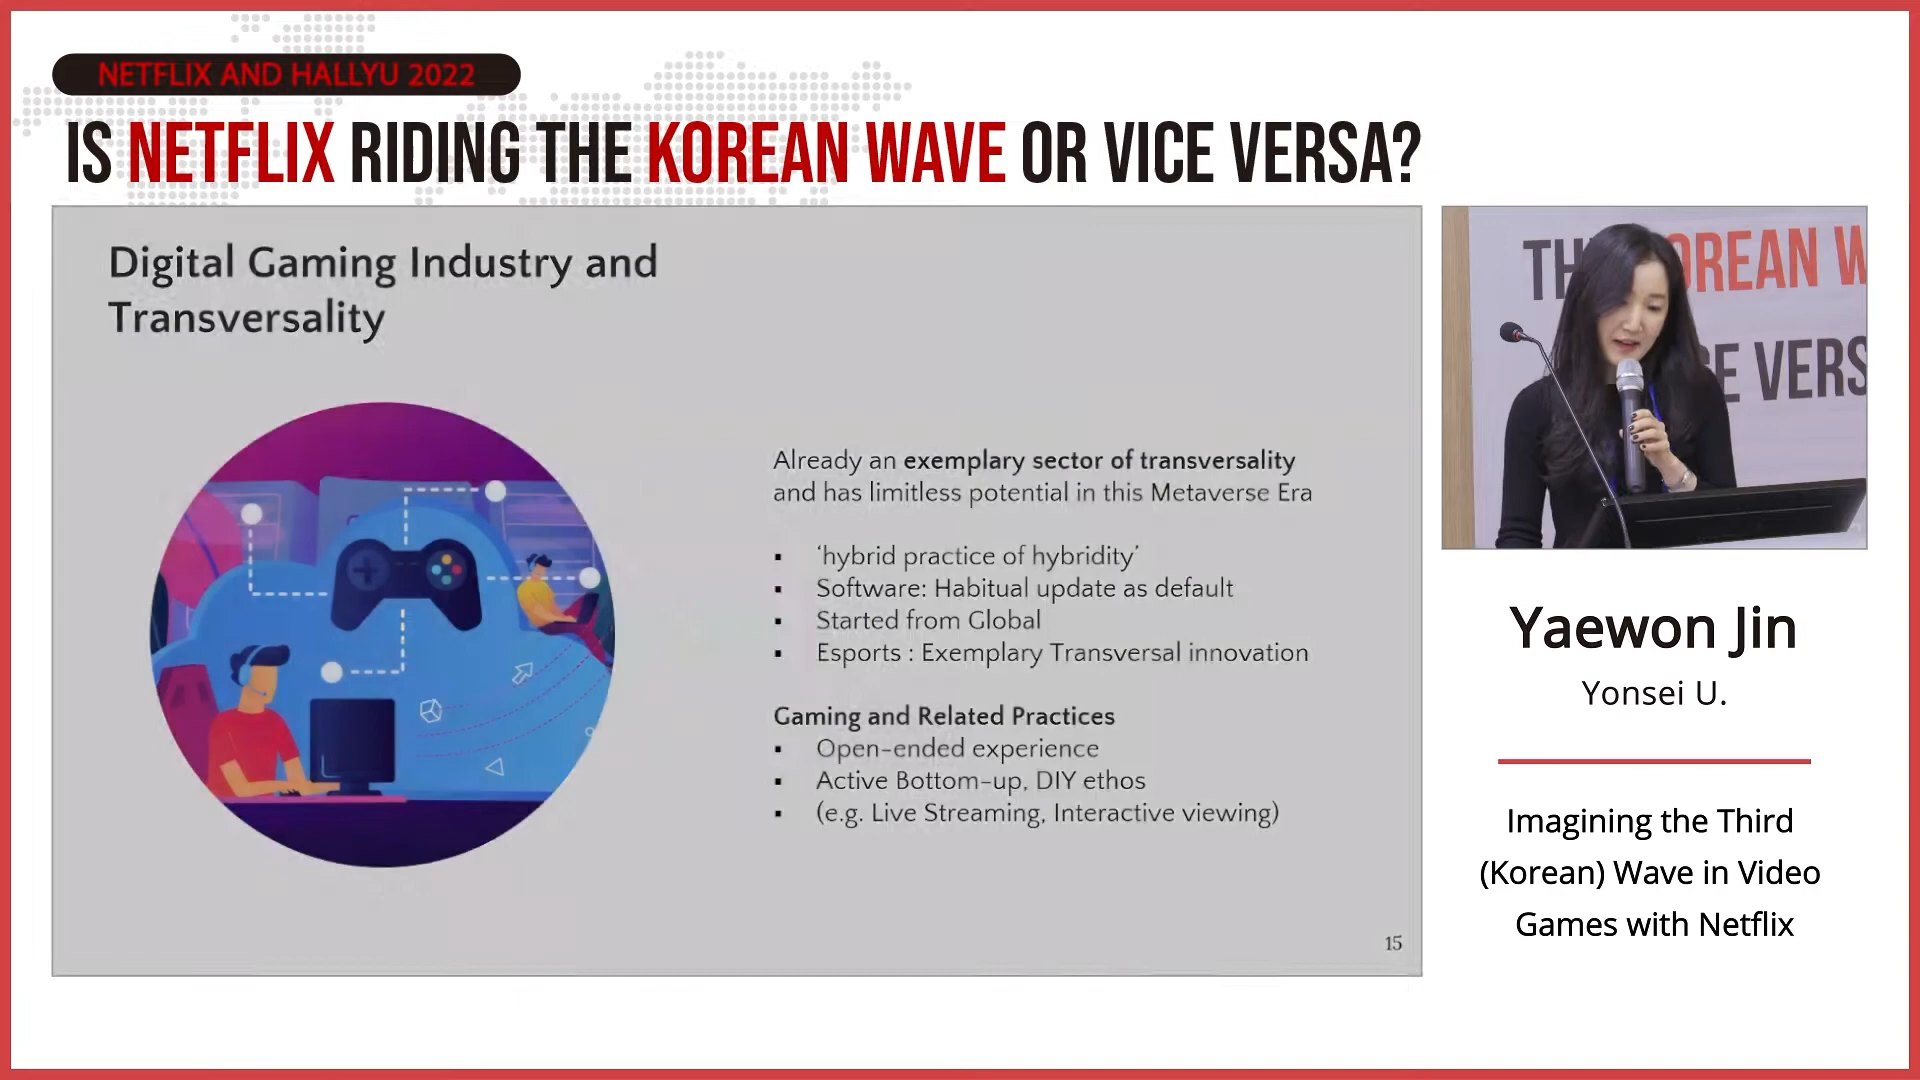 NETFLIX AND HALLYU 2022
IS NETFLIX RIDING THE KOREAN WAVE OR VICE VERSA?
Digital Gaming Industry and
Transversality
Already an exemplary sector of transversality
and has limitless potential in this Metaverse Era
▪ ‘hybrid practice of hybridity’
▪ Software: Habitual update as default
▪ Started from Global
▪ Esports : Exemplary Transversal innovation
Gaming and Related Practices
▪ Open-ended experience
▪ Active Bottom-up, DIY ethos
▪ (e.g. Live Streaming, Interactive viewing)
15
TH OREAN W
CE VERS
Yaewon Jin
Yonsei U.
Imagining the Third
(Korean) Wave in Video
Games with Netflix